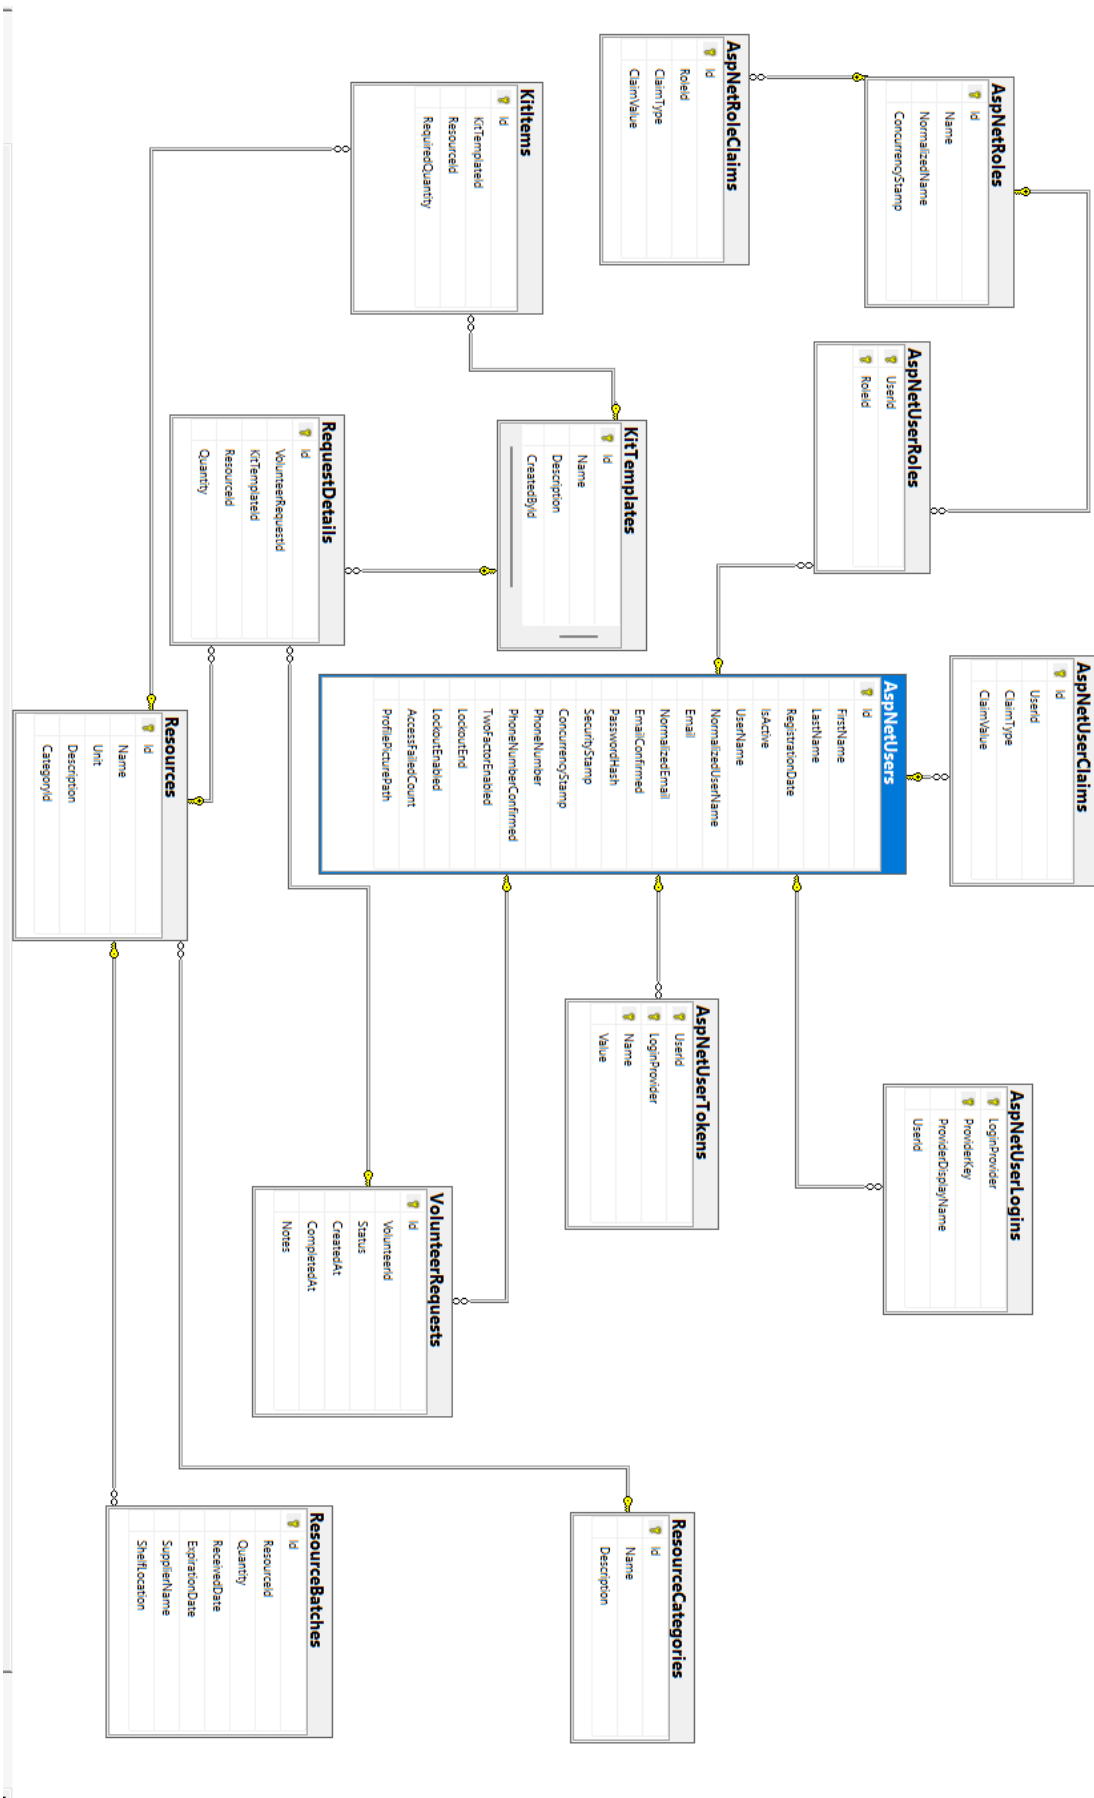 AspNetRoleClaims
Id
RoleId
ClaimType
ClaimValue
AspNetRoles
Id
Name
NormalizedName
ConcurrencyStamp
AspNetUserRoles
UserId
RoleId
AspNetUserClaims
Id
UserId
ClaimType
ClaimValue
AspNetUserLogins
LoginProvider
ProviderKey
ProviderDisplayName
UserId
KitItems
Id
KitTemplateId
ResourceId
RequiredQuantity
KitTemplates
Id
Name
Description
CreatedById
AspNetUsers
Id
FirstName
LastName
RegistrationDate
IsActive
UserName
NormalizedUserName
Email
NormalizedEmail
EmailConfirmed
PasswordHash
SecurityStamp
ConcurrencyStamp
PhoneNumber
PhoneNumberConfirmed
TwoFactorEnabled
LockoutEnd
LockoutEnabled
AccessFailedCount
ProfilePicturePath
AspNetUserTokens
UserId
LoginProvider
Name
Value
ResourceCategories
Id
Name
Description
RequestDetails
Id
VolunteerRequestId
KitTemplateId
ResourceId
Quantity
VolunteerRequests
Id
VolunteerId
Status
CreatedAt
CompletedAt
Notes
Resources
Id
Name
Unit
Description
CategoryId
ResourceBatches
Id
ResourceId
Quantity
ReceivedDate
ExpirationDate
SupplierName
ShelfLocation